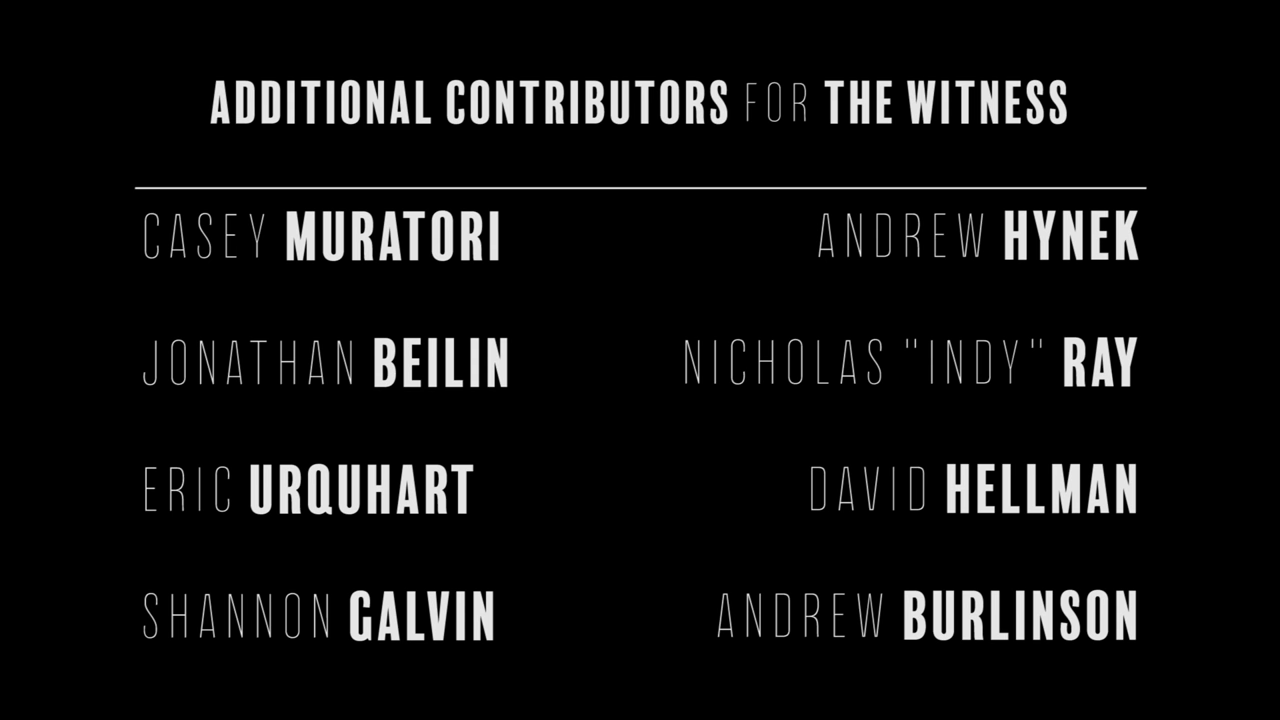 ADDITIONAL CONTRIBUTORS FOR THE WITNESS
CASEY MURATORI
ANDREW HYNEK
JONATHAN BEILIN
NICHOLAS "INDY" RAY
ERIC URQUHART
DAVID HELLMAN
SHANNON GALVIN
ANDREW BURLINSON